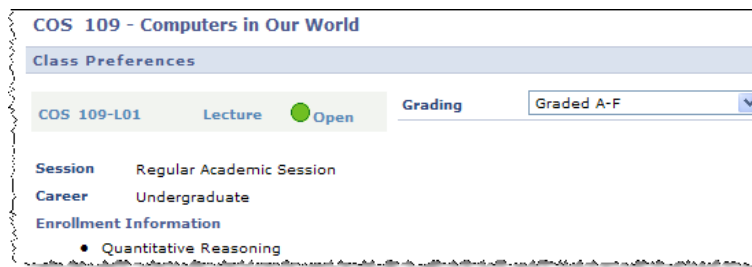 COS 109 - Computers in Our World
Class Preferences
COS 109-L01 Lecture Open
Grading Graded A-F
Session Regular Academic Session
Career Undergraduate
Enrollment Information
• Quantitative Reasoning